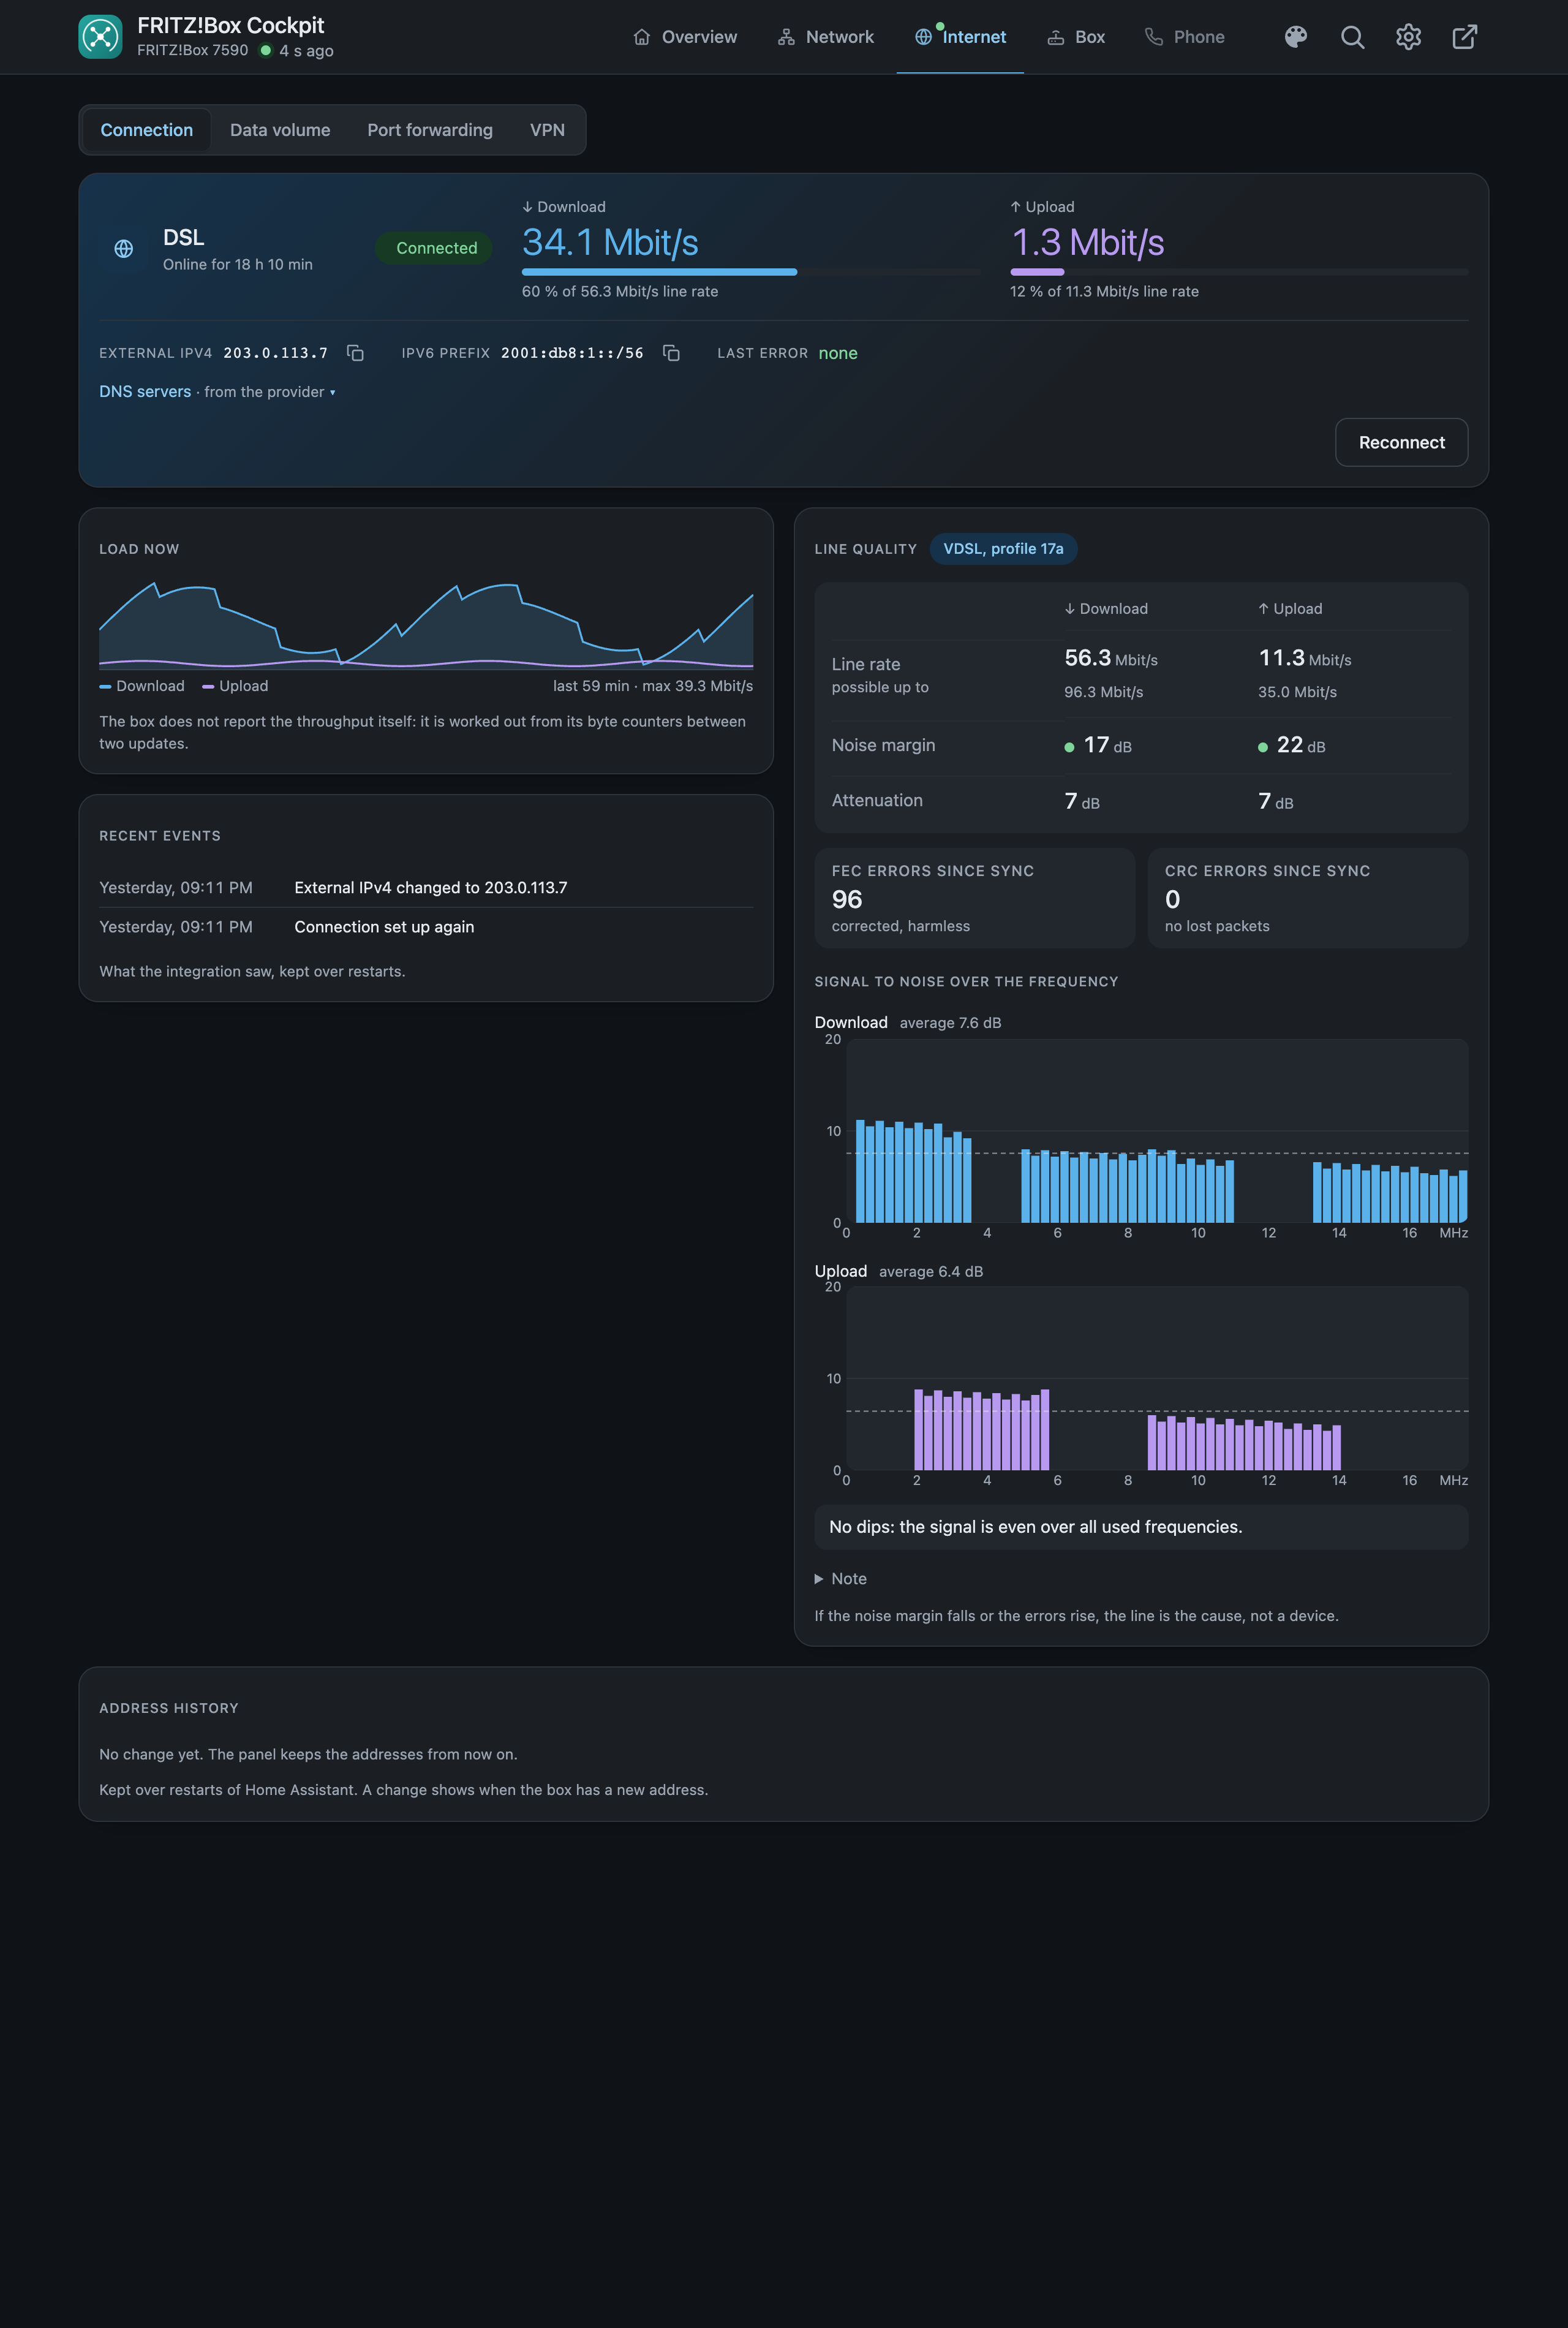 FRITZ!Box Cockpit
FRITZ!Box 7590 4 s ago
Overview
Network
Internet
Box
Phone
Connection
Data volume
Port forwarding
VPN
DSL
Online for 18 h 10 min
Connected
↓ Download
34.1 Mbit/s
60 % of 56.3 Mbit/s line rate
↑ Upload
1.3 Mbit/s
12 % of 11.3 Mbit/s line rate
EXTERNAL IPV4 203.0.113.7
IPV6 PREFIX 2001:db8:1::/56
LAST ERROR none
DNS servers · from the provider ▾
Reconnect
LOAD NOW
Download Upload last 59 min · max 39.3 Mbit/s
The box does not report the throughput itself: it is worked out from its byte counters between
two updates.
RECENT EVENTS
Yesterday, 09:11 PM External IPv4 changed to 203.0.113.7
Yesterday, 09:11 PM Connection set up again
What the integration saw, kept over restarts.
LINE QUALITY VDSL, profile 17a
↓ Download ↑ Upload
Line rate 56.3 Mbit/s 11.3 Mbit/s
possible up to 96.3 Mbit/s 35.0 Mbit/s
Noise margin 17 dB 22 dB
Attenuation 7 dB 7 dB
FEC ERRORS SINCE SYNC
96
corrected, harmless
CRC ERRORS SINCE SYNC
0
no lost packets
SIGNAL TO NOISE OVER THE FREQUENCY
Download average 7.6 dB
20
10
0
0 2 4 6 8 10 12 14 16 MHz
Upload average 6.4 dB
20
10
0
0 2 4 6 8 10 12 14 16 MHz
No dips: the signal is even over all used frequencies.
▶ Note
If the noise margin falls or the errors rise, the line is the cause, not a device.
ADDRESS HISTORY
No change yet. The panel keeps the addresses from now on.
Kept over restarts of Home Assistant. A change shows when the box has a new address.